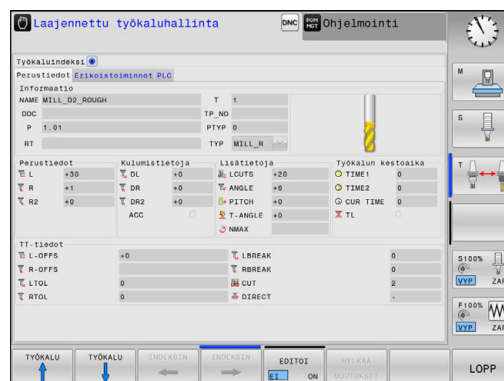 Laajennettu työkaluhallinta
DNC
PGM MGT
Ohjelmointi
Työkaluindeksi
Perustiedot Erikoistoiminnot PLC
Informaatio
NAME MILL_D2_ROUGH T 1
DOC TP_NO
P 1.01 PTYP 0
RT TYP MILL_R
Perustiedot Kulumistietoja Lisätietoja Työkalun kestoaika
L +30 DL +0 LCUTS +20 TIME1 0
R +1 DR +0 ANGLE +6 TIME2 0
R2 +0 DR2 +0 PITCH +0 CUR TIME 0
ACC T-ANGLE +0 TL
NMAX
TT-tiedot
L-OFFS +0 LBREAK 0
R-OFFS RBREAK 0
LTOL 0 CUT 2
RTOL 0 DIRECT -
M
S
T
S100%
VYP ZAP
F100%
VYP ZAP
TYÖKALU
TYÖKALU
INDEKSIN
INDEKSIN
EDITOI
EI ON
HYLKÄÄ MUUTOKSET
LOPP